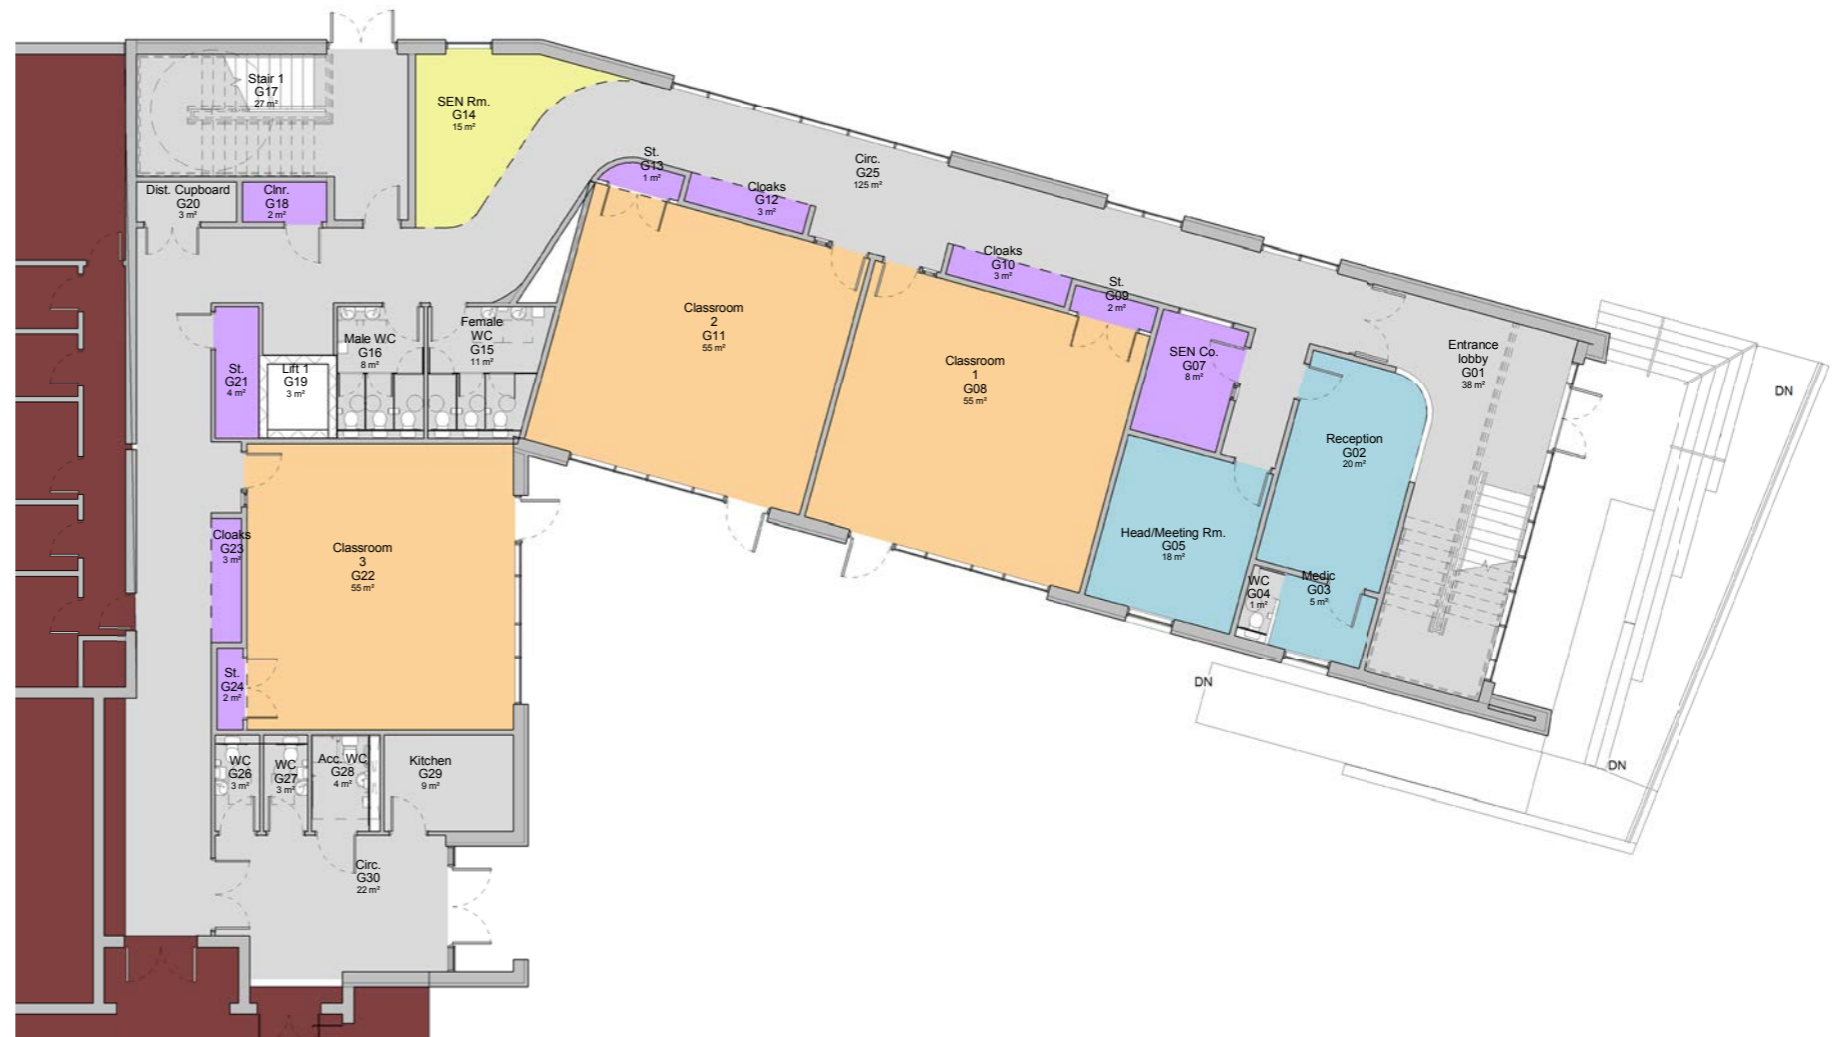 Stair 1
G17
27 m²
SEN Rm.
G14
15 m²
Dist. Cupboard
G20
3 m²
Clnr.
G18
2 m²
St.
G13
1 m²
Cloaks
G12
3 m²
Circ.
G25
125 m²
Cloaks
G10
3 m²
St.
G09
2 m²
Classroom
2
G11
55 m²
Classroom
1
G08
55 m²
SEN Co.
G07
8 m²
Entrance
lobby
G01
38 m²
DN
Male WC
G16
8 m²
Female
WC
G15
11 m²
St.
G21
4 m²
Lift 1
G19
3 m²
Reception
G02
20 m²
Head/Meeting Rm.
G05
18 m²
WC
G04
1 m²
Medic
G03
5 m²
Cloaks
G23
3 m²
Classroom
3
G22
55 m²
St.
G24
2 m²
DN
DN
WC
G26
3 m²
WC
G27
3 m²
Acc. WC
G28
4 m²
Kitchen
G29
9 m²
Circ.
G30
22 m²